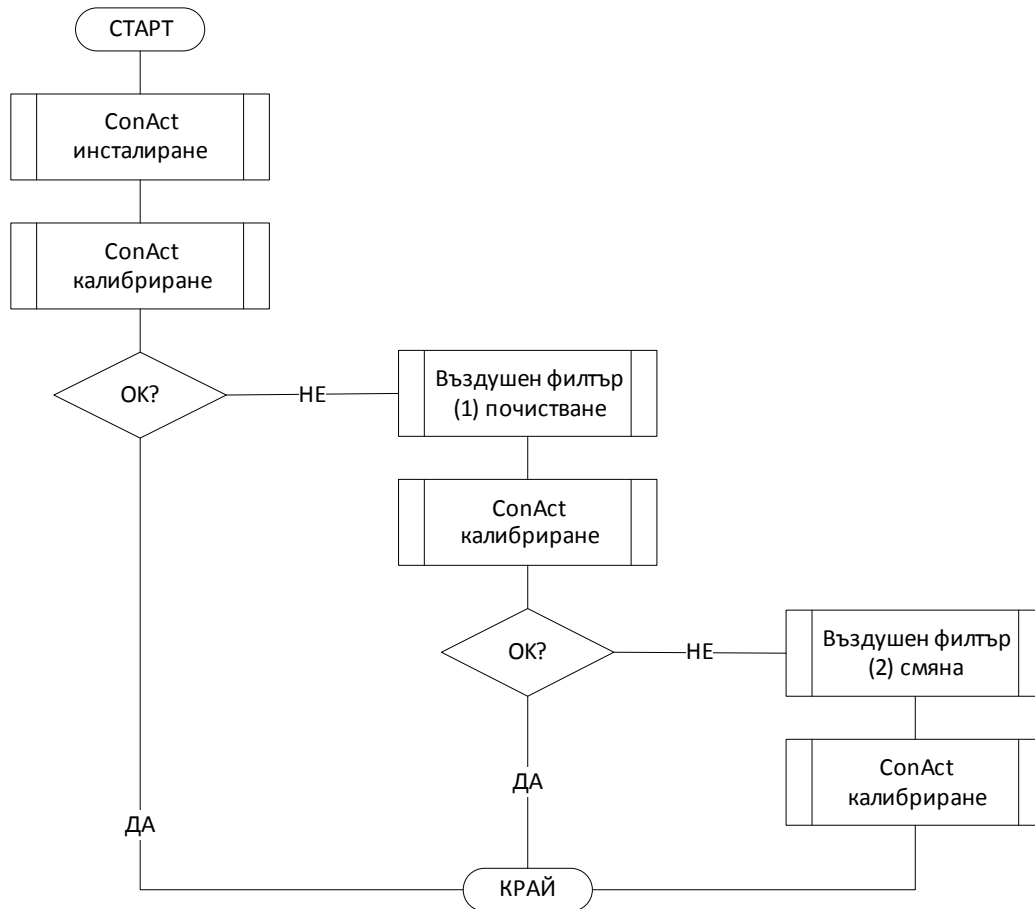 СТАРТ
ConAct
инсталиране
ConAct
калибриране
OK?
НЕ
Въздушен филтър
(1) почистване
ConAct
калибриране
OK?
НЕ
Въздушен филтър
(2) смяна
ConAct
калибриране
ДА
ДА
КРАЙ